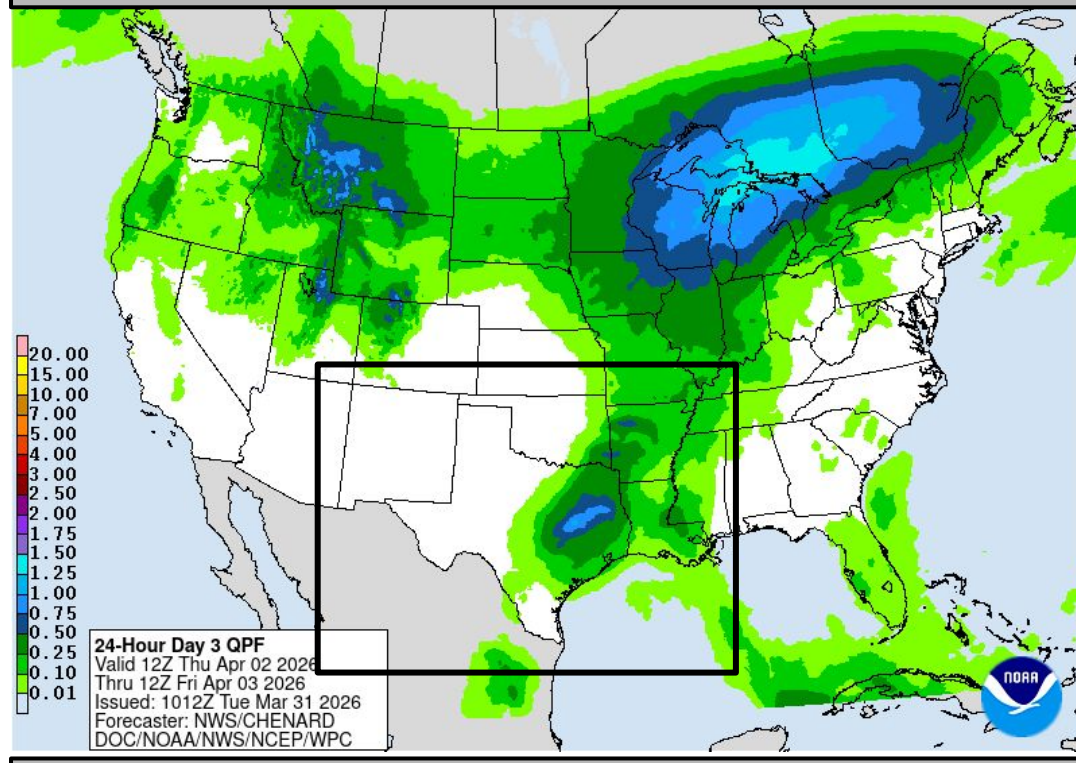 20.00
15.00
10.00
7.00
5.00
4.00
3.00
2.50
2.00
1.75
1.50
1.25
1.00
0.75
0.50
0.25
0.10
0.01
24-Hour Day 3 QPF
Valid 12Z Thu Apr 02 2026
Thru 12Z Fri Apr 03 2026
Issued: 1012Z Tue Mar 31 2026
Forecaster: NWS/CHENARD
DOC/NOAA/NWS/NCEP/WPC
NOAA